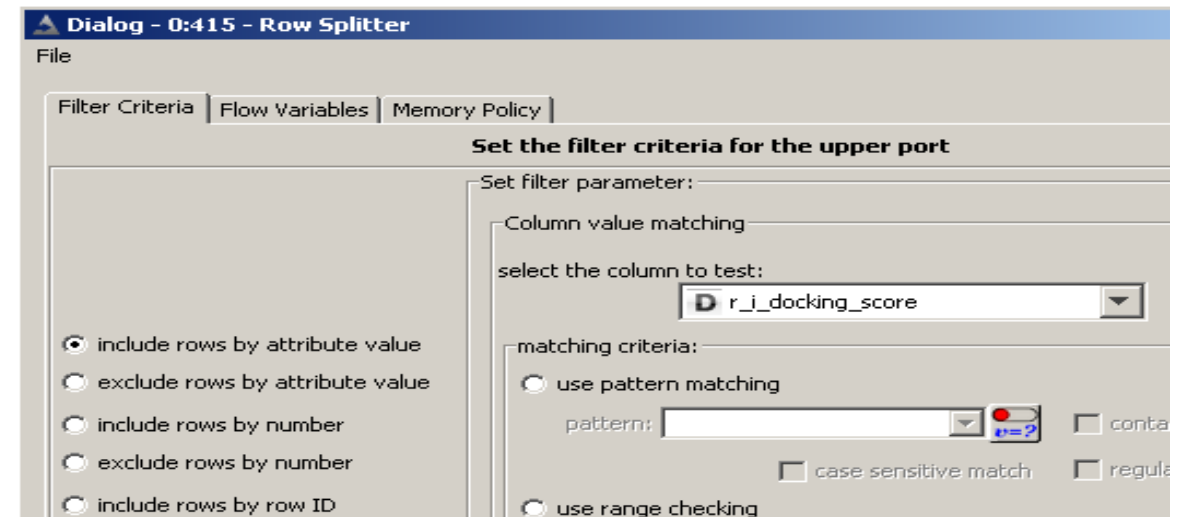 Dialog - 0:415 - Row Splitter
File
Filter Criteria Flow Variables Memory Policy
Set the filter criteria for the upper port
Set filter parameter:
Column value matching
select the column to test:
D r_i_docking_score
include rows by attribute value
exclude rows by attribute value
include rows by number
exclude rows by number
include rows by row ID
matching criteria:
use pattern matching
pattern: v=? conta
case sensitive match regula
use range checking